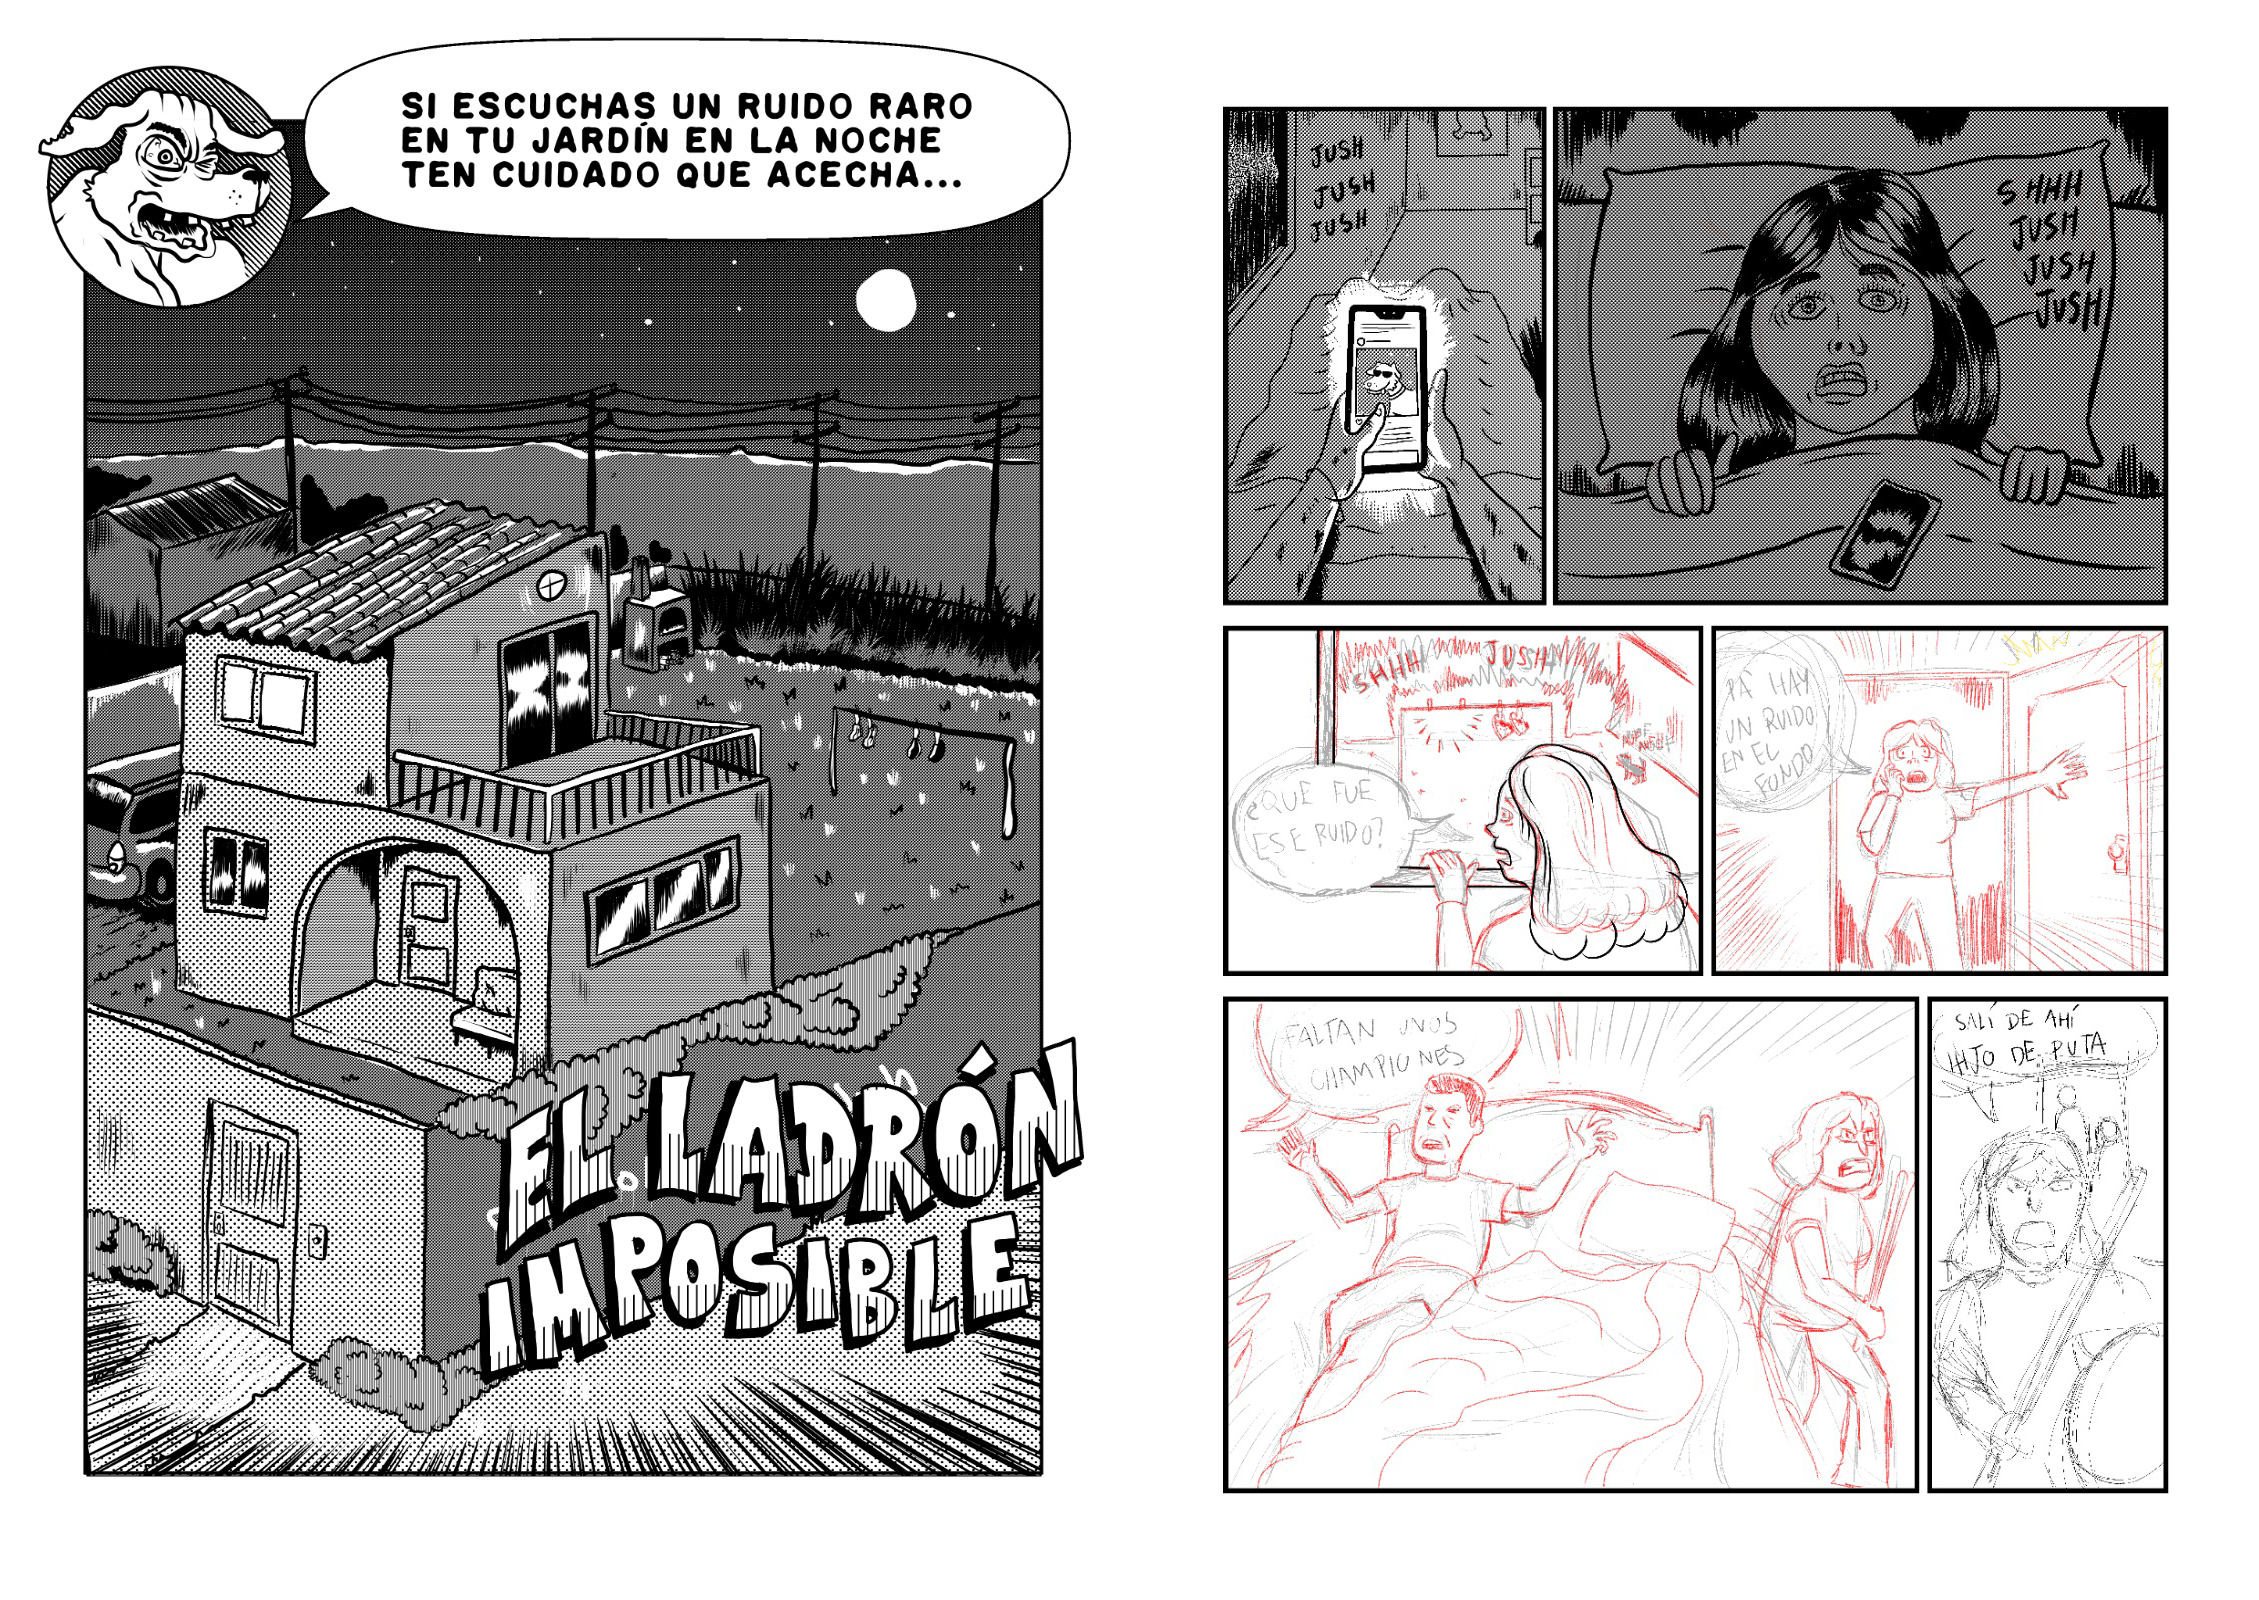 SI ESCUCHAS UN RUIDO RARO
EN TU JARDÍN EN LA NOCHE
TEN CUIDADO QUE ACECHA...
EL LADRÓN
IMPOSIBLE
JUSH
JUSH
JUSH
SHHH
JUSH
JUSH
JUSH
SHHH JUSH
¿QUE FUE
ESE RUIDO?
PA HAY
UN RUIDO
EN EL
FONDO
FALTAN UNOS
CHAMPIONES
SALÍ DE AHÍ
HIJO DE PUTA